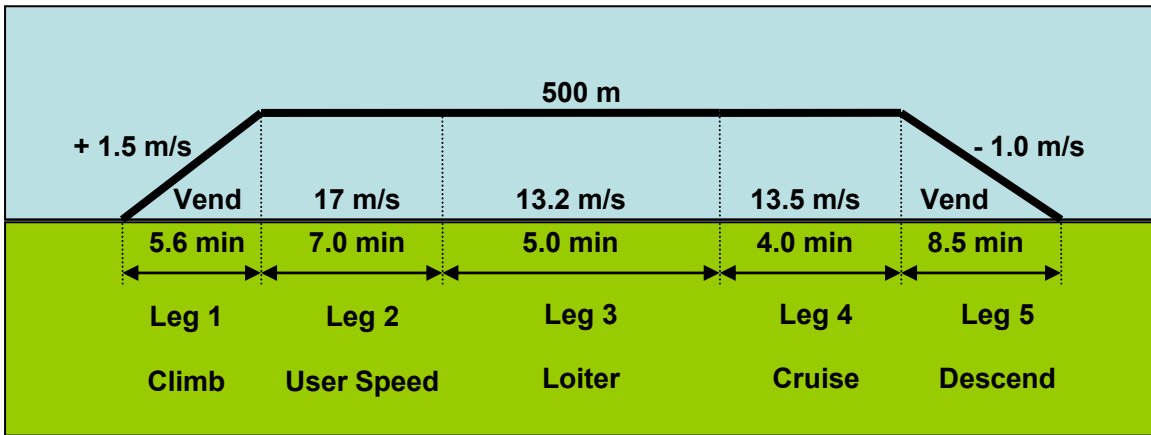 500 m
+ 1.5 m/s
- 1.0 m/s
Vend 17 m/s 13.2 m/s 13.5 m/s Vend
5.6 min 7.0 min 5.0 min 4.0 min 8.5 min
Leg 1 Leg 2 Leg 3 Leg 4 Leg 5
Climb User Speed Loiter Cruise Descend